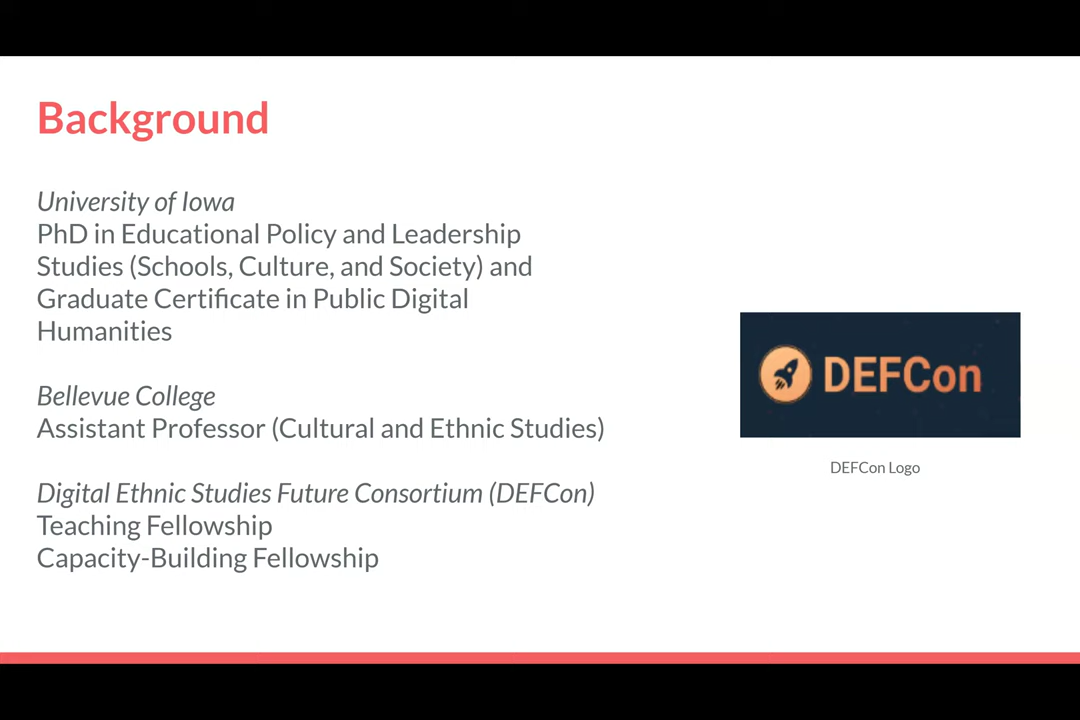 Background
University of Iowa
PhD in Educational Policy and Leadership
Studies (Schools, Culture, and Society) and
Graduate Certificate in Public Digital
Humanities
Bellevue College
Assistant Professor (Cultural and Ethnic Studies)
Digital Ethnic Studies Future Consortium (DEFCon)
Teaching Fellowship
Capacity-Building Fellowship
DEFCon
DEFCon Logo